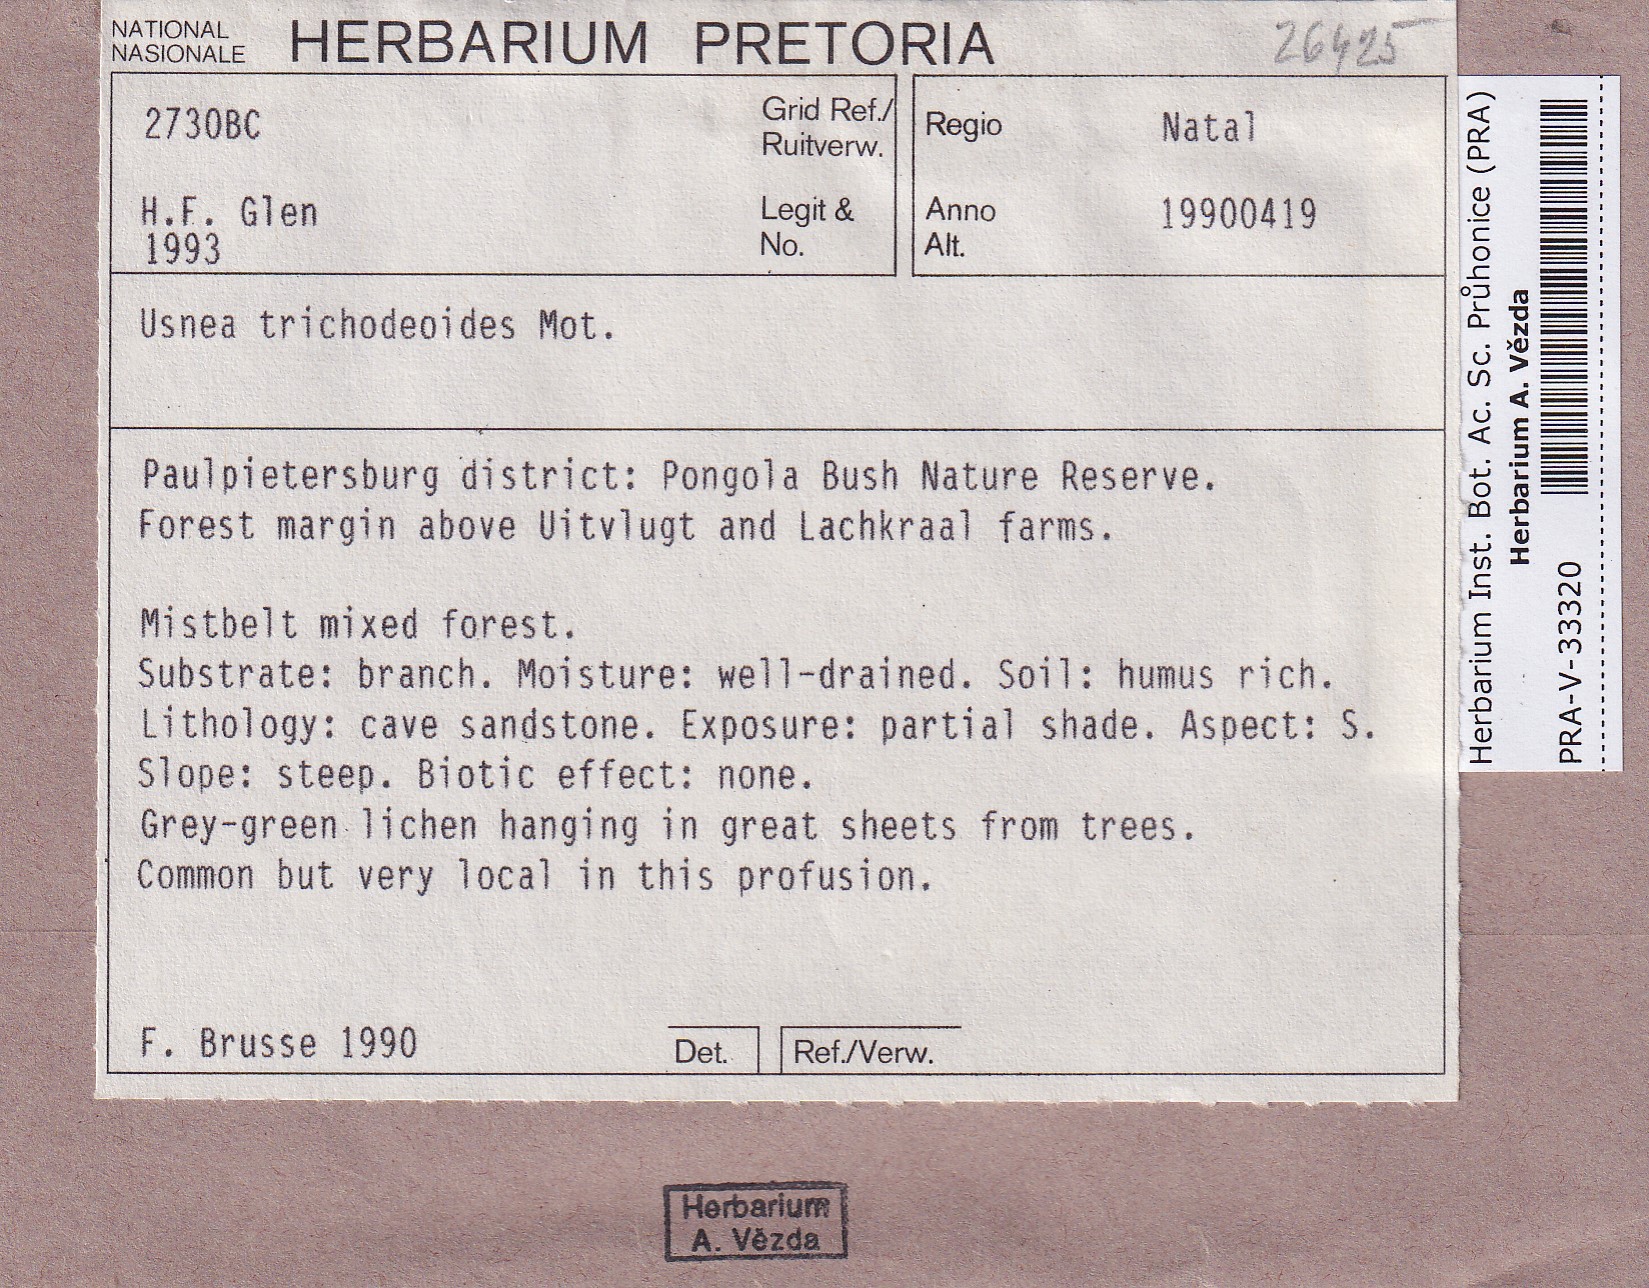 NATIONAL
NASIONALE
HERBARIUM PRETORIA
26425
2730BC
Grid Ref./
Ruitverw.
Regio Natal
H.F. Glen
1993
Legit &
No.
Anno 19900419
Alt.
Usnea trichodeoides Mot.
Paulpietersburg district: Pongola Bush Nature Reserve.
Forest margin above Uitvlugt and Lachkraal farms.
Mistbelt mixed forest.
Substrate: branch. Moisture: well-drained. Soil: humus rich.
Lithology: cave sandstone. Exposure: partial shade. Aspect: S.
Slope: steep. Biotic effect: none.
Grey-green lichen hanging in great sheets from trees.
Common but very local in this profusion.
F. Brusse 1990
Det.
Ref./Verw.
Herbarium Inst. Bot. Ac. Sc. Průhonice (PRA)
Herbarium A. Vězda
PRA-V-33320
Herbarium
A. Vězda